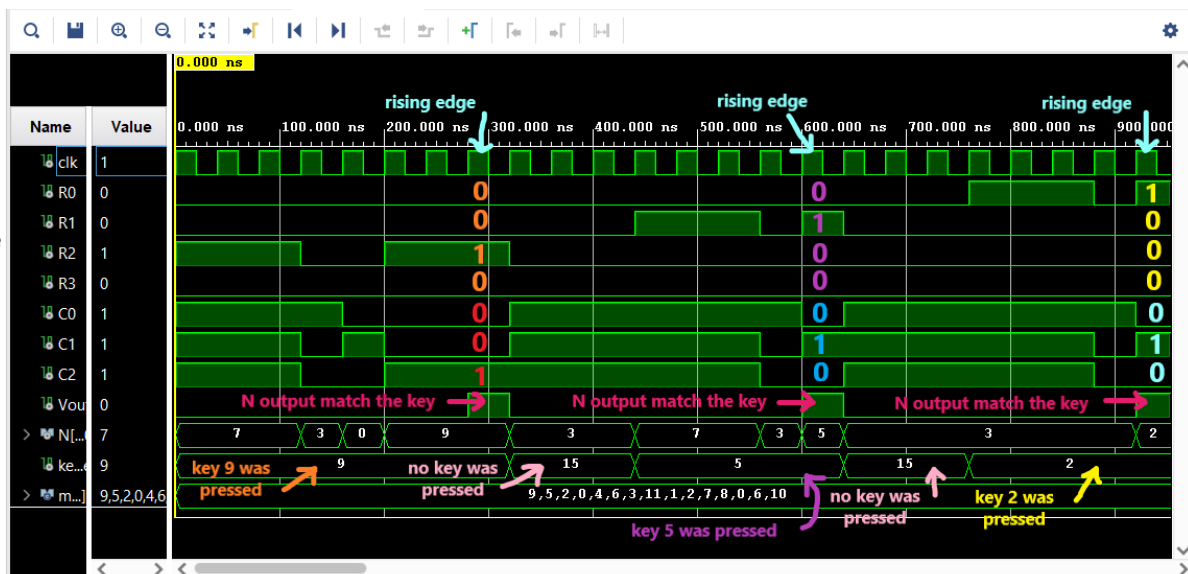 0.000 ns
rising edge
rising edge
rising edge
Name
Value
0.000 ns
100.000 ns
200.000 ns
300.000 ns
400.000 ns
500.000 ns
600.000 ns
700.000 ns
800.000 ns
900.000
clk
1
R0
0
0
0
1
R1
0
0
1
0
R2
1
1
0
0
R3
0
0
0
0
C0
1
0
0
0
C1
1
0
1
1
C2
1
1
0
0
Vou
0
N output match the key
N output match the key
N output match the key
N[...
7
7
3
0
9
3
7
3
5
3
2
ke...
9
9
15
5
15
2
key 9 was
pressed
no key was
pressed
no key was
pressed
key 2 was
pressed
m...]
9,5,2,0,4,6
9,5,2,0,4,6,3,11,1,2,7,8,0,6,10
key 5 was pressed